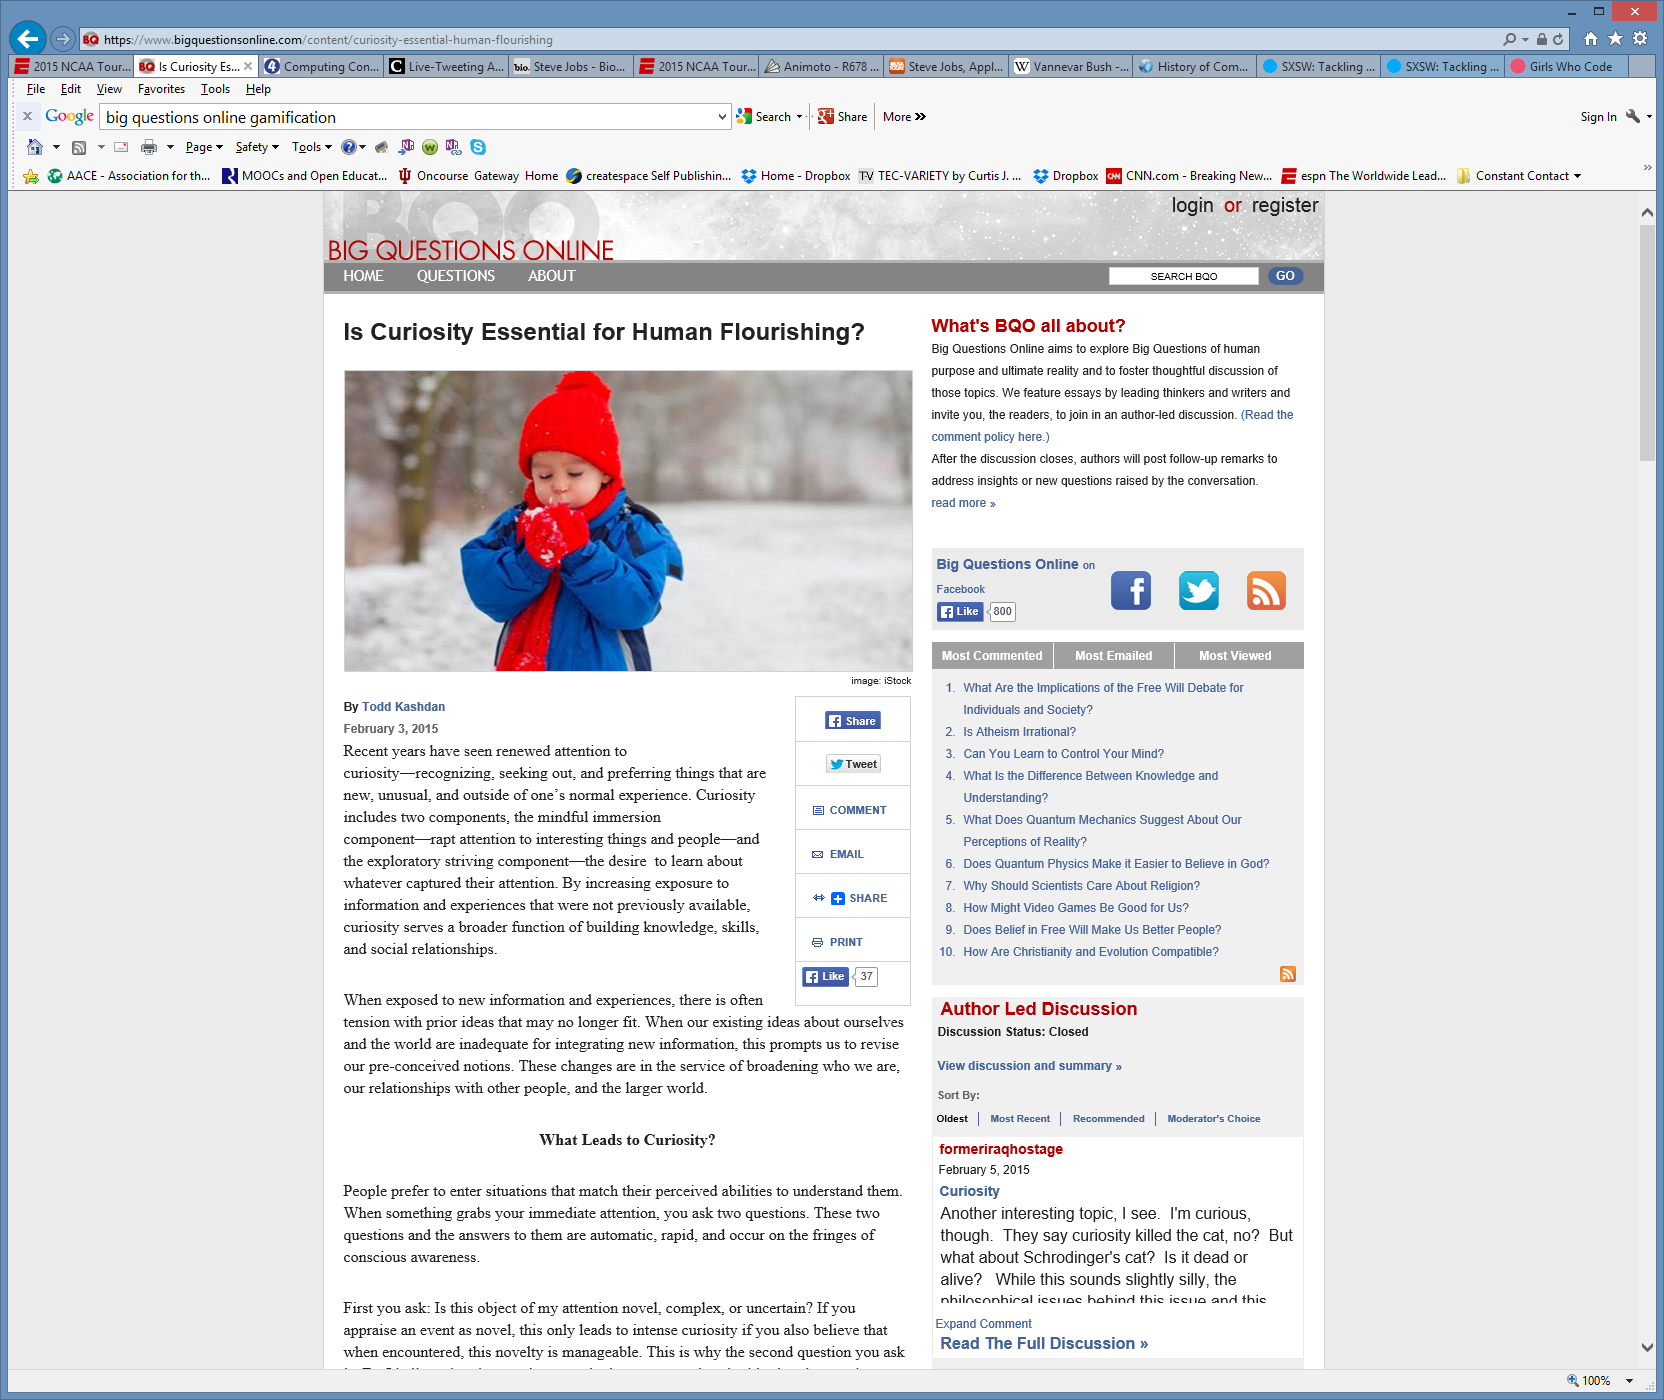 https://www.bigquestionsonline.com/content/curiosity-essential-human-flourishing
2015 NCAA Tour...
Is Curiosity Es...
Computing Con...
Live-Tweeting A...
Steve Jobs - Bio...
2015 NCAA Tour...
Animoto - R678 ...
Steve Jobs, Appl...
Vannevar Bush -...
History of Com...
SXSW: Tackling ...
SXSW: Tackling ...
Girls Who Code
File Edit View Favorites Tools Help
x Google big questions online gamification Search Share More »
Sign In
Page Safety Tools
AACE - Association for th...
MOOCs and Open Educat...
Oncourse Gateway Home
createspace Self Publishin...
Home - Dropbox
TEC-VARIETY by Curtis J. ...
Dropbox
CNN.com - Breaking New...
espn The Worldwide Lead...
Constant Contact
BQO
login or register
BIG QUESTIONS ONLINE
HOME QUESTIONS ABOUT
SEARCH BQO GO
Is Curiosity Essential for Human Flourishing?
image: iStock
By Todd Kashdan
February 3, 2015
Recent years have seen renewed attention to
curiosity—recognizing, seeking out, and preferring things that are
new, unusual, and outside of one’s normal experience. Curiosity
includes two components, the mindful immersion
component—rapt attention to interesting things and people—and
the exploratory striving component—the desire  to learn about
whatever captured their attention. By increasing exposure to
information and experiences that were not previously available,
curiosity serves a broader function of building knowledge, skills,
and social relationships.
Share
Tweet
COMMENT
EMAIL
SHARE
PRINT
Like 37
When exposed to new information and experiences, there is often
tension with prior ideas that may no longer fit. When our existing ideas about ourselves
and the world are inadequate for integrating new information, this prompts us to revise
our pre-conceived notions. These changes are in the service of broadening who we are,
our relationships with other people, and the larger world.
What Leads to Curiosity?
People prefer to enter situations that match their perceived abilities to understand them.
When something grabs your immediate attention, you ask two questions. These two
questions and the answers to them are automatic, rapid, and occur on the fringes of
conscious awareness.
First you ask: Is this object of my attention novel, complex, or uncertain? If you
appraise an event as novel, this only leads to intense curiosity if you also believe that
when encountered, this novelty is manageable. This is why the second question you ask
What's BQO all about?
Big Questions Online aims to explore Big Questions of human
purpose and ultimate reality and to foster thoughtful discussion of
those topics. We feature essays by leading thinkers and writers and
invite you, the readers, to join in an author-led discussion. (Read the
comment policy here.)
After the discussion closes, authors will post follow-up remarks to
address insights or new questions raised by the conversation.
read more »
Big Questions Online on
Facebook
Like 800
Most Commented Most Emailed Most Viewed
1. What Are the Implications of the Free Will Debate for
Individuals and Society?
2. Is Atheism Irrational?
3. Can You Learn to Control Your Mind?
4. What Is the Difference Between Knowledge and
Understanding?
5. What Does Quantum Mechanics Suggest About Our
Perceptions of Reality?
6. Does Quantum Physics Make it Easier to Believe in God?
7. Why Should Scientists Care About Religion?
8. How Might Video Games Be Good for Us?
9. Does Belief in Free Will Make Us Better People?
10. How Are Christianity and Evolution Compatible?
Author Led Discussion
Discussion Status: Closed
View discussion and summary »
Sort By:
Oldest | Most Recent | Recommended | Moderator's Choice
formeriraqhostage
February 5, 2015
Curiosity
Another interesting topic, I see.  I'm curious,
though.  They say curiosity killed the cat, no?  But
what about Schrodinger's cat?  Is it dead or
alive?   While this sounds slightly silly, the
philosophical issues behind this issue and this
Expand Comment
Read The Full Discussion »
100%